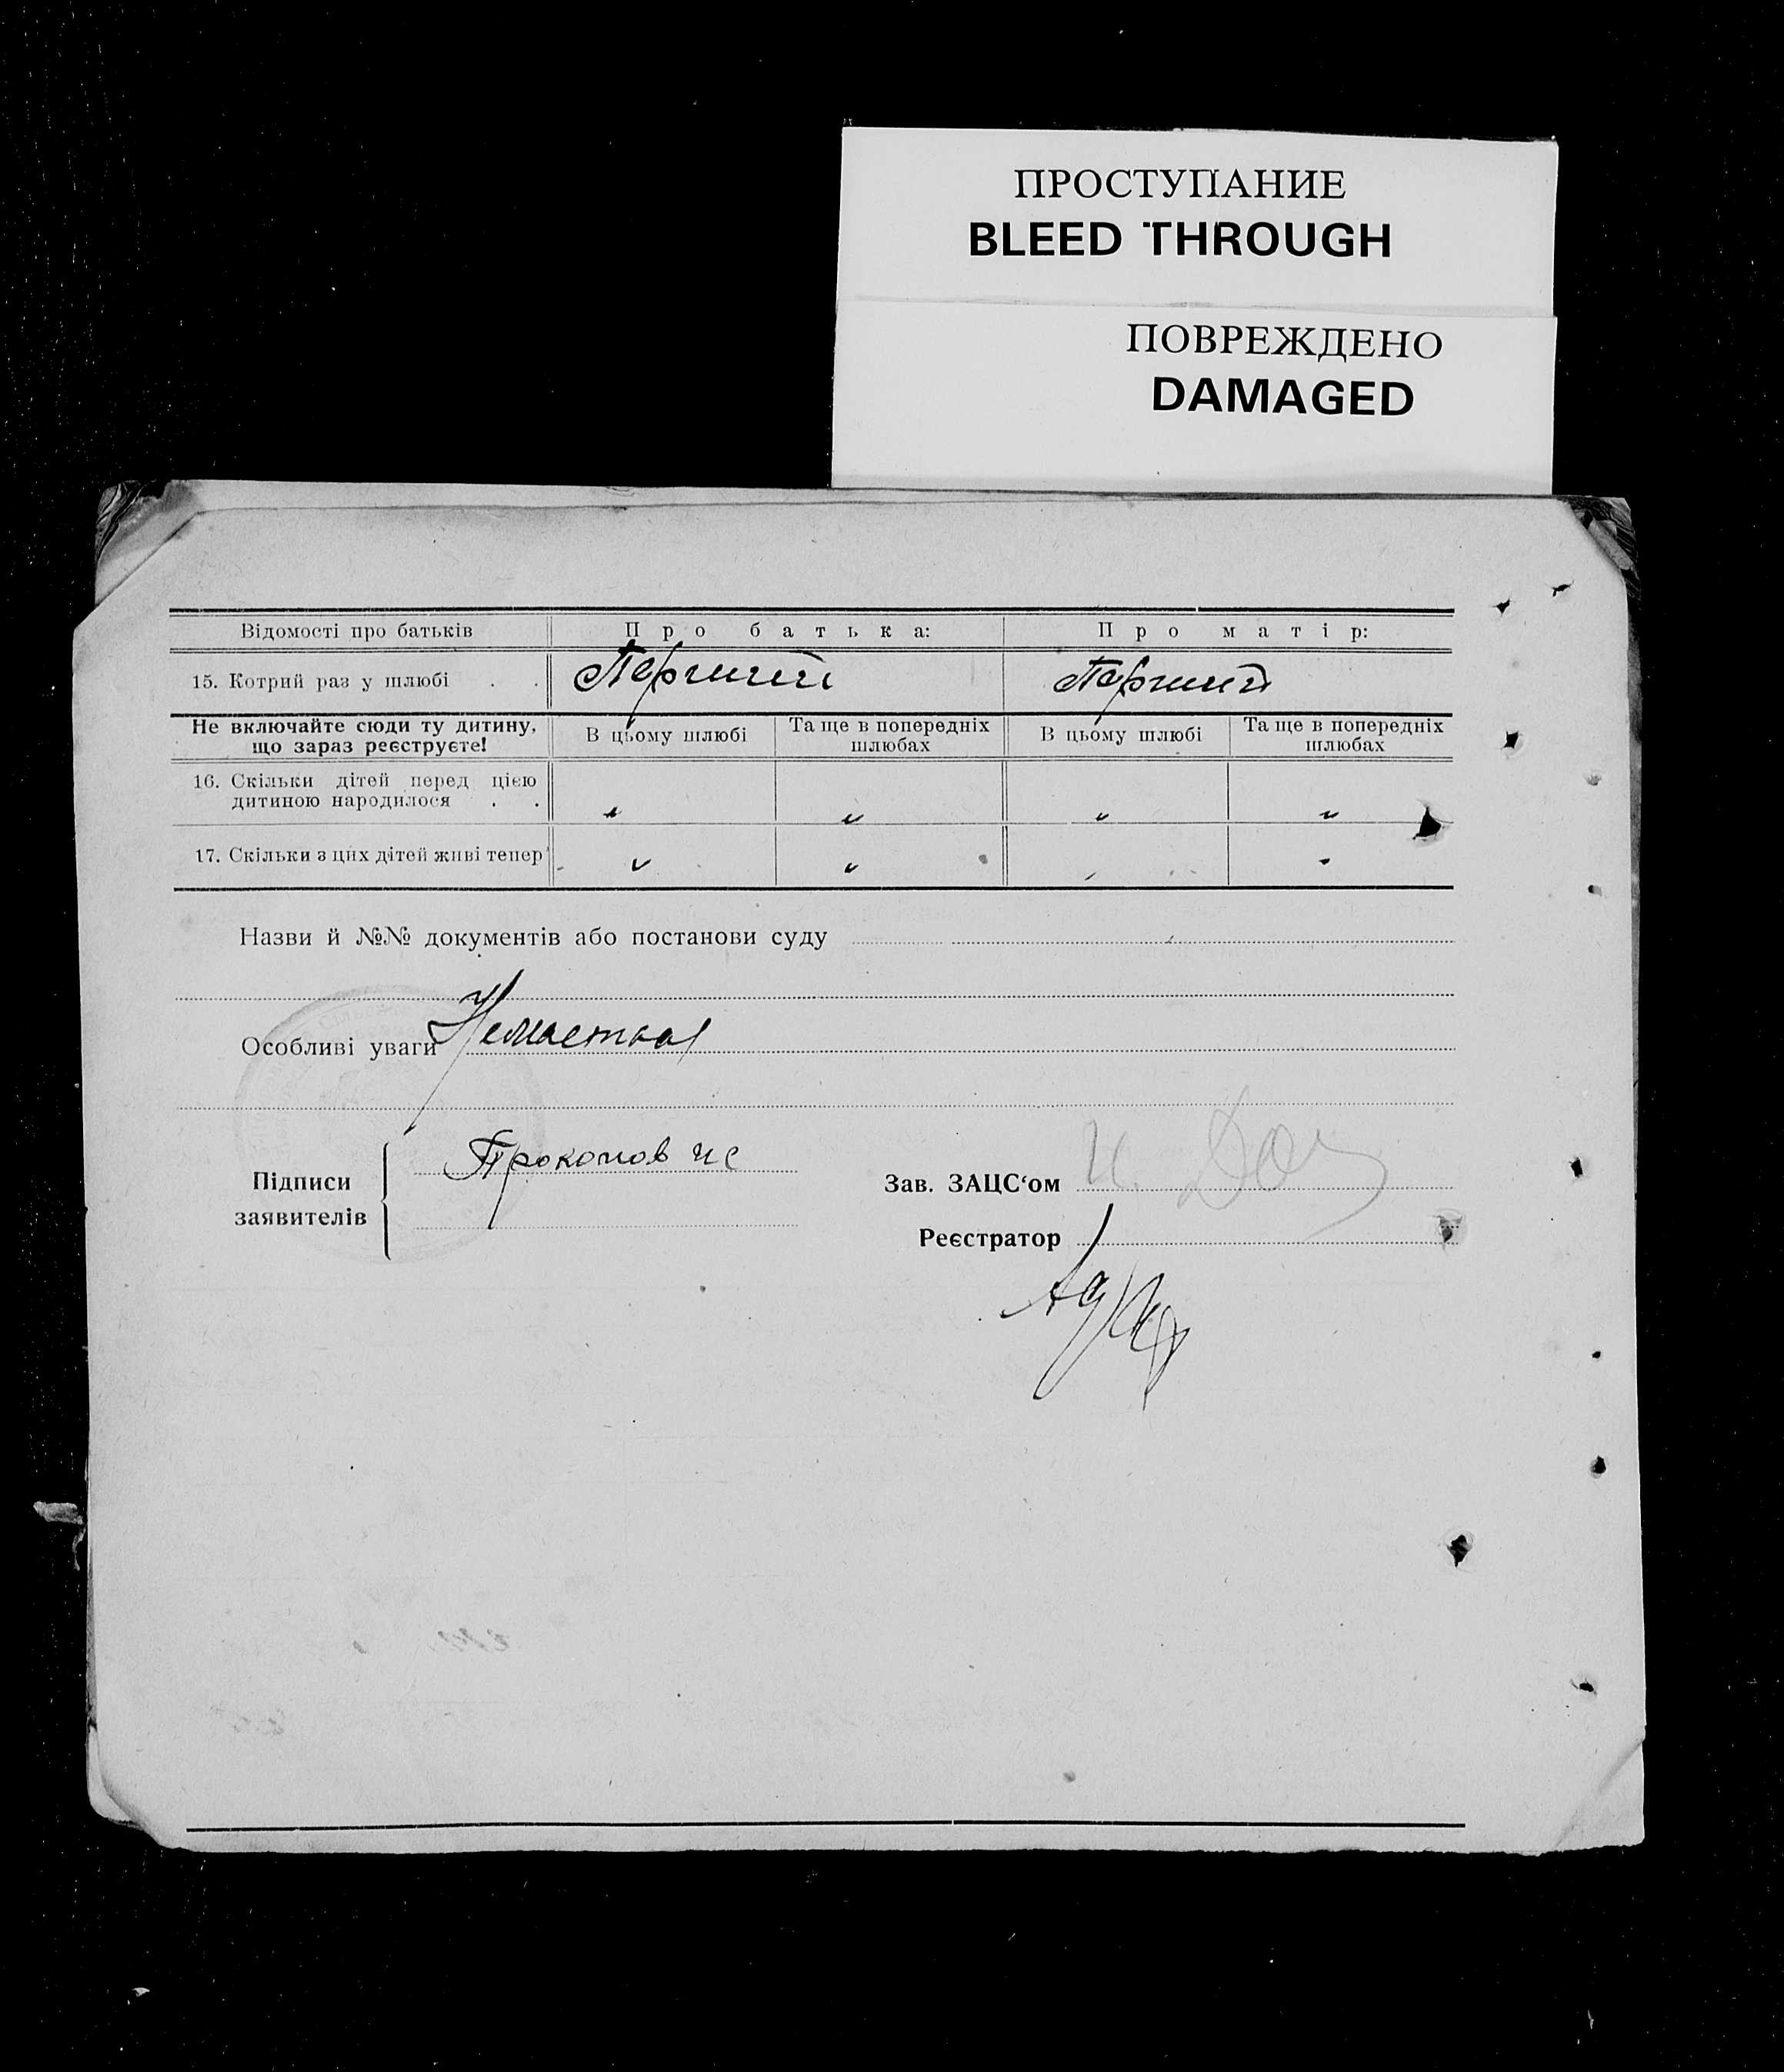 ПРОСТУПАНИЕ
BLEED THROUGH
ПОВРЕЖДЕНО
DAMAGED
Відомості про батьків Про батька: Про матір:
15. Котрий раз у шлюбі . . Перший Перший
Не включайте сюди ту дитину, що зараз реєструєте! В цьому шлюбі Та ще в попередніх шлюбах В цьому шлюбі Та ще в попередніх шлюбах
16. Скільки дітей перед цією
дитиною народилося . . " " " "
17. Скільки з цих дітей живі тепер " " "
Назви й №№ документів або постанови суду
Особливі уваги
Підписи
заявителів
Прокопов
Зав. ЗАЦС‘ом
Реєстратор